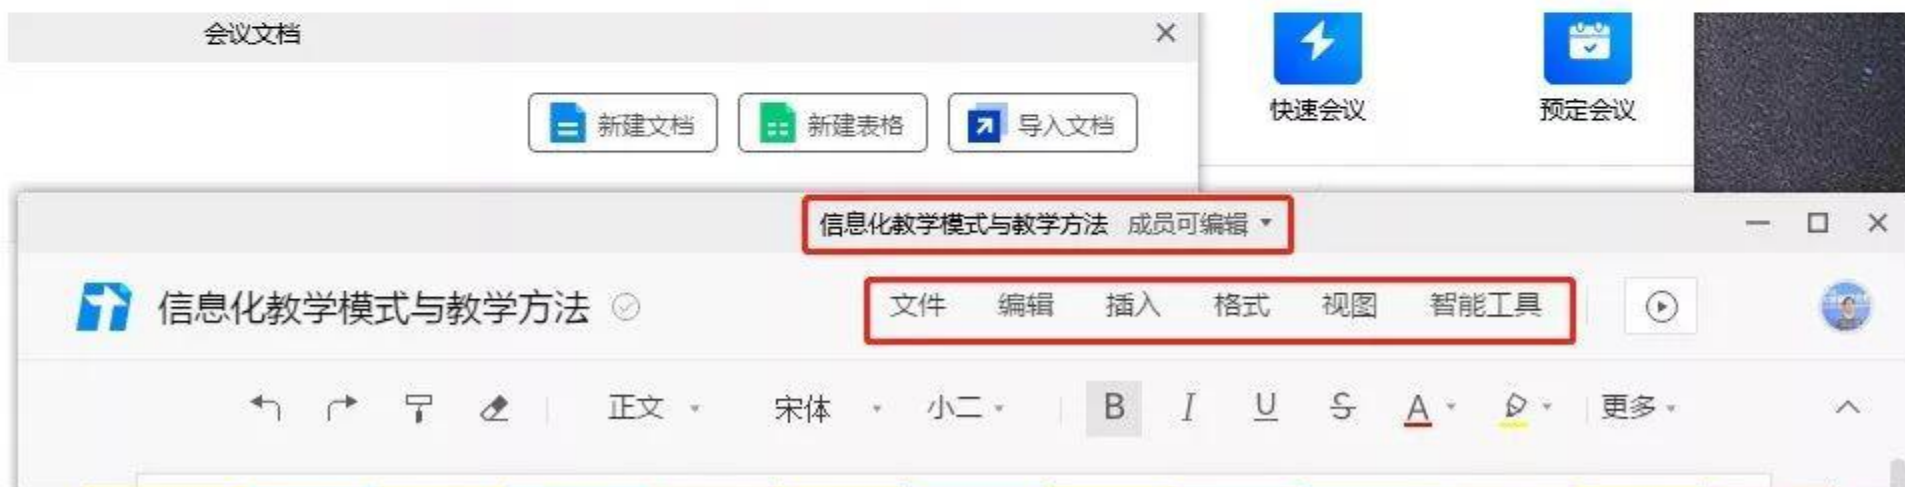 会议文档
快速会议 预定会议
新建文档 新建表格 导入文档
信息化教学模式与教学方法 成员可编辑
信息化教学模式与教学方法 文件 编辑 插入 格式 视图 智能工具
正文 宋体 小二 B I U S A 更多